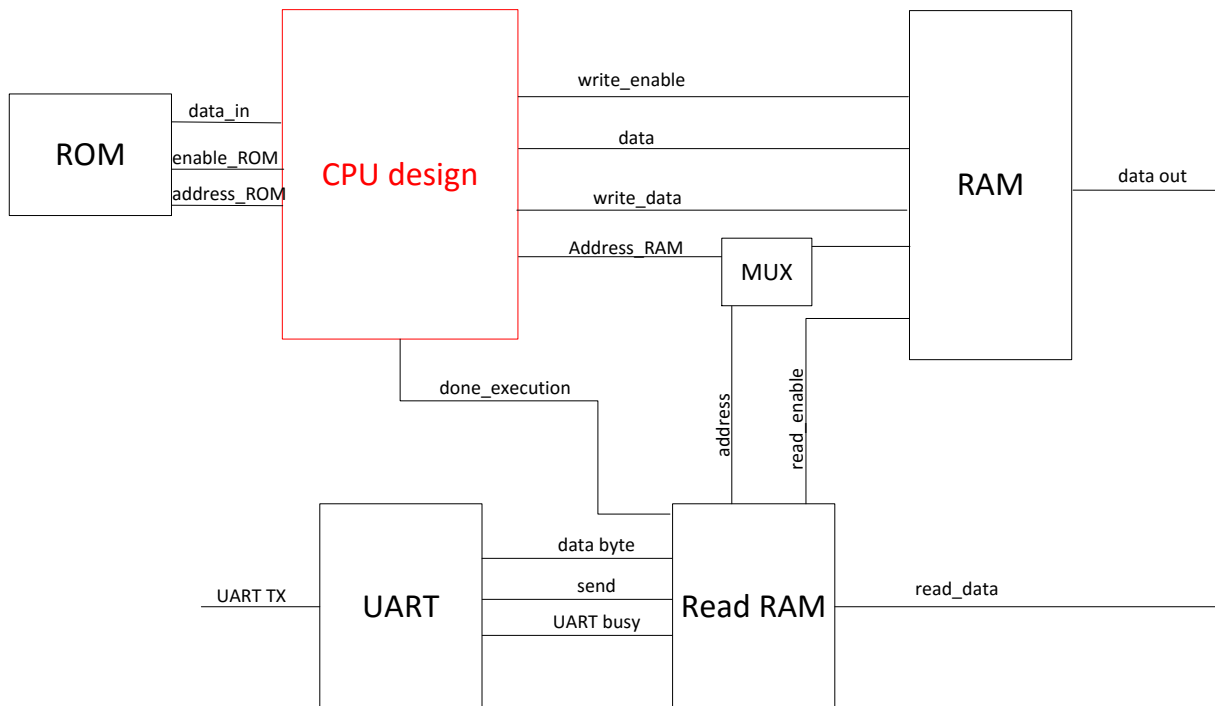 write_enable
data_in
ROM
enable_ROM
address_ROM
CPU design
data
RAM
data out
write_data
Address_RAM
MUX
done_execution
address
read_enable
data byte
send
UART TX
UART
UART busy
Read RAM
read_data